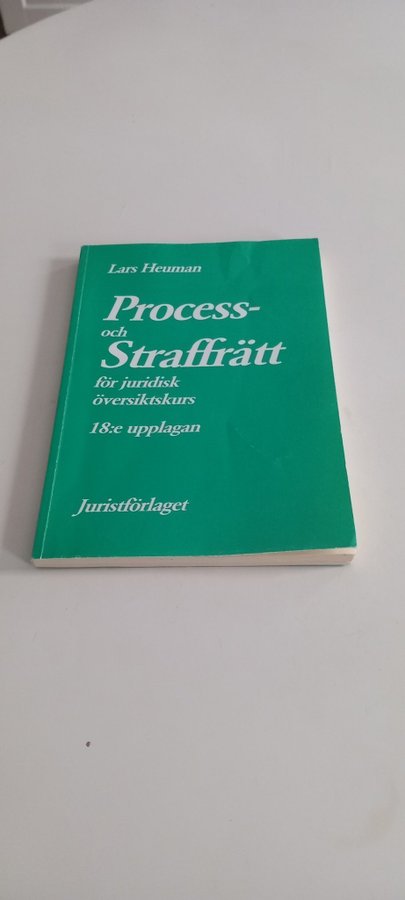 Lars Heuman
Process-
och
Straffrätt
för juridisk
översiktskurs
18:e upplagan
Juristförlaget